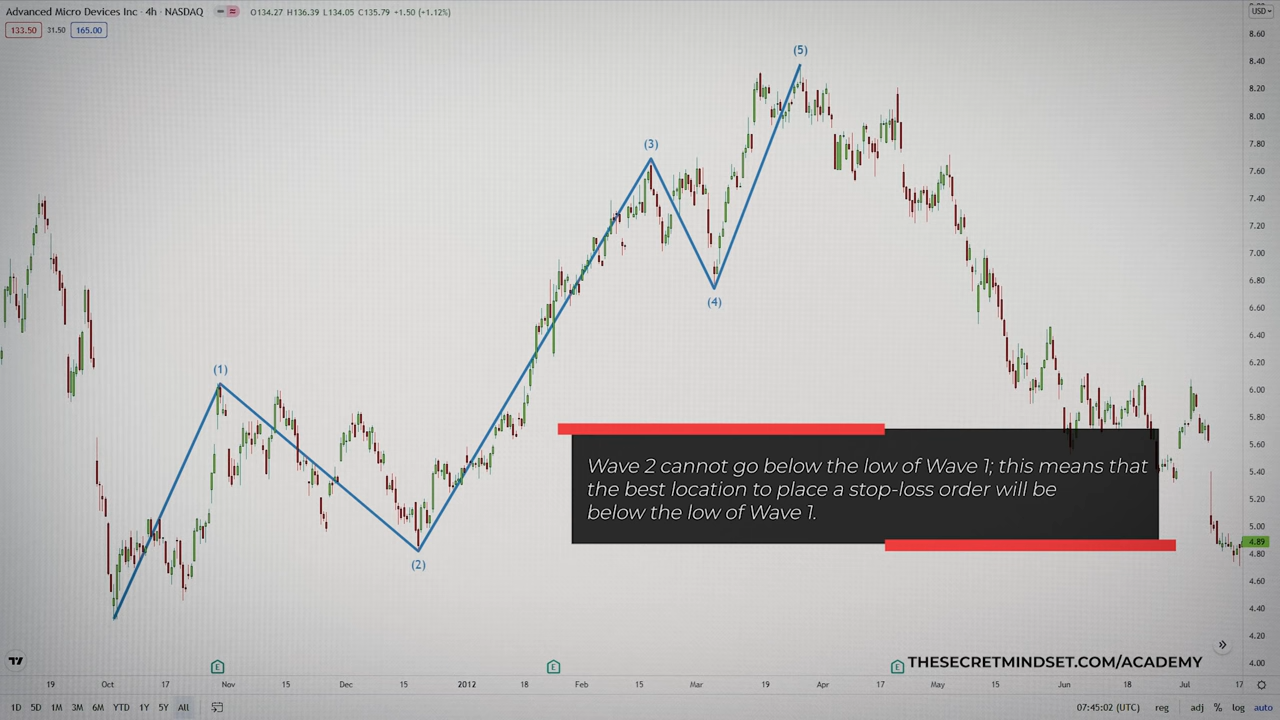 Advanced Micro Devices Inc · 4h · NASDAQ
O134.27 H136.39 L134.05 C135.79 +1.50 (+1.12%)
USD
133.50 31.50 165.00
8.60
(5)
8.40
8.20
8.00
(3)
7.80
7.60
7.40
7.20
7.00
6.80
(4)
6.60
6.40
6.20
(1)
6.00
5.80
5.60
Wave 2 cannot go below the low of Wave 1; this means that
the best location to place a stop-loss order will be
below the low of Wave 1.
5.40
5.20
5.00
4.89
4.80
(2)
4.60
4.40
4.20
4.00
E E E
THESECRETMINDSET.COM/ACADEMY
19 Oct 17 Nov 15 Dec 15 2012 18 Feb 15 Mar 19 Apr 17 May 15 Jun 18 Jul 17
1D 5D 1M 3M 6M YTD 1Y 5Y All
07:45:02 (UTC) reg adj % log auto